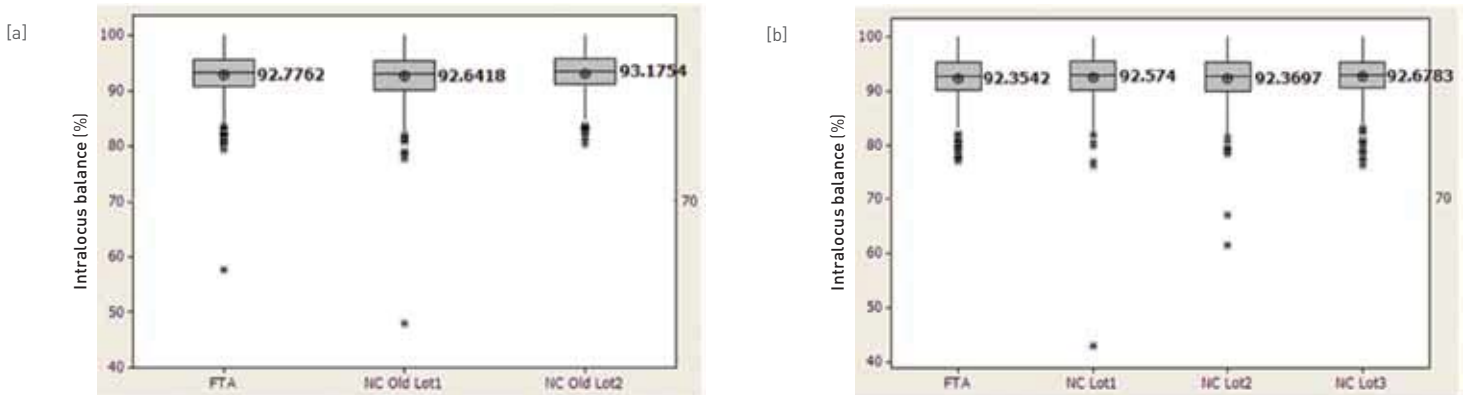 [a]
Intralocus balance (%)
100
90
80
70
60
50
40
92.7762
92.6418
93.1754
70
FTA
NC Old Lot1
NC Old Lot2
[b]
Intralocus balance (%)
100
90
80
70
60
50
40
92.3542
92.574
92.3697
92.6783
70
FTA
NC Lot1
NC Lot2
NC Lot3